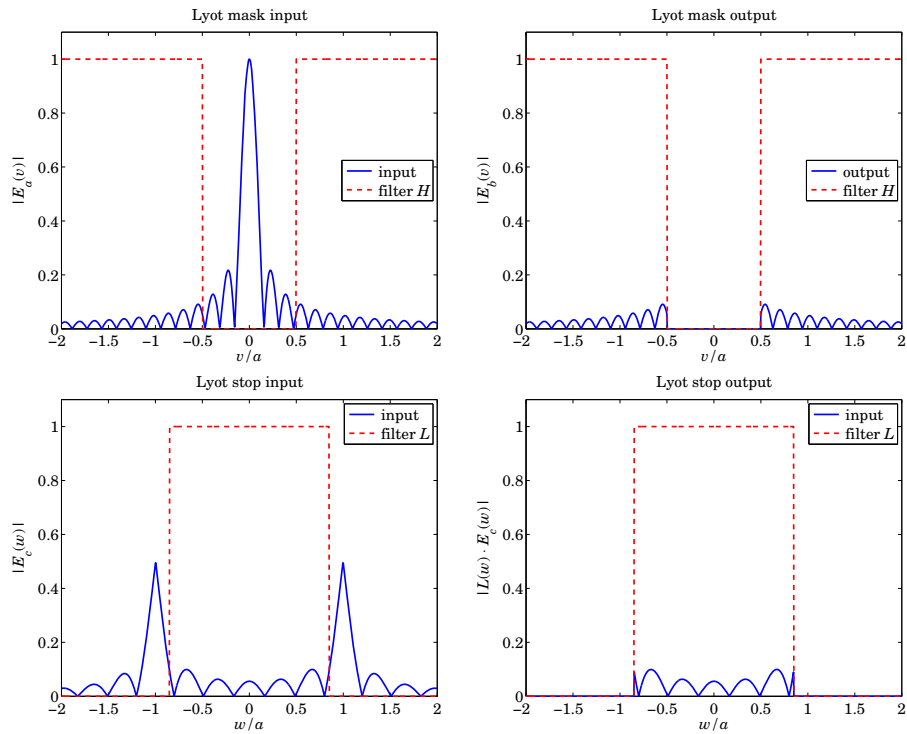 Lyot mask input
1
0.8
0.6
0.4
0.2
0
|E_a(v)|
input
filter H
−2 −1.5 −1 −0.5 0 0.5 1 1.5 2
v/a
Lyot mask output
1
0.8
0.6
0.4
0.2
0
|E_b(v)|
output
filter H
−2 −1.5 −1 −0.5 0 0.5 1 1.5 2
v/a
Lyot stop input
1
0.8
0.6
0.4
0.2
0
|E_c(w)|
input
filter L
−2 −1.5 −1 −0.5 0 0.5 1 1.5 2
w/a
Lyot stop output
1
0.8
0.6
0.4
0.2
0
|L(w) · E_c(w)|
input
filter L
−2 −1.5 −1 −0.5 0 0.5 1 1.5 2
w/a